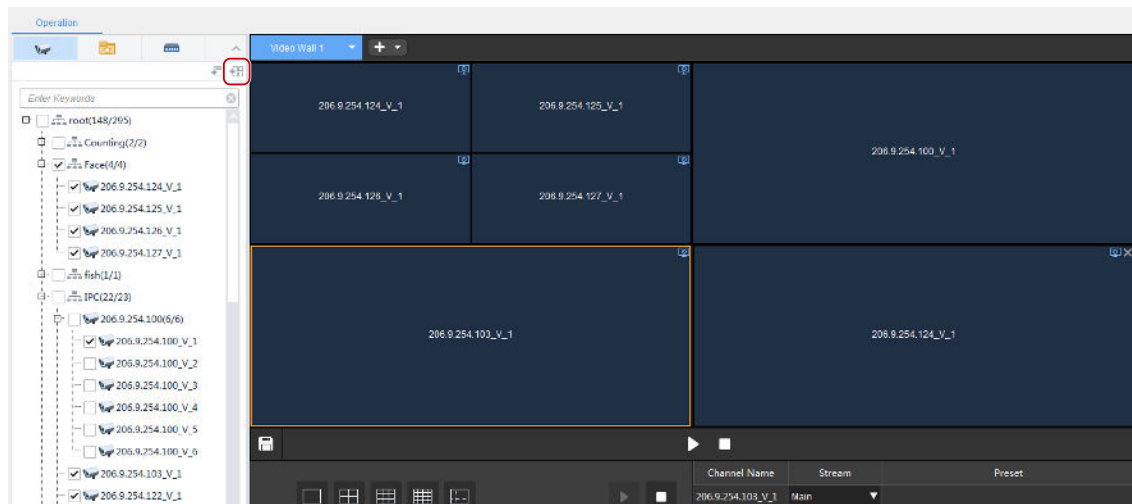 Operation
Video Wall 1
Enter Keywords
root(148/295)
Counting(2/2)
Face(4/4)
206.9.254.124_V_1
206.9.254.125_V_1
206.9.254.126_V_1
206.9.254.127_V_1
fish(1/1)
IPC(22/23)
206.9.254.100(6/6)
206.9.254.100_V_1
206.9.254.100_V_2
206.9.254.100_V_3
206.9.254.100_V_4
206.9.254.100_V_5
206.9.254.100_V_6
206.9.254.103_V_1
206.9.254.122_V_1
206.9.254.124_V_1
206.9.254.125_V_1
206.9.254.100_V_1
206.9.254.126_V_1
206.9.254.127_V_1
206.9.254.103_V_1
206.9.254.124_V_1
Channel Name Stream Preset
206.9.254.103_V_1 Main